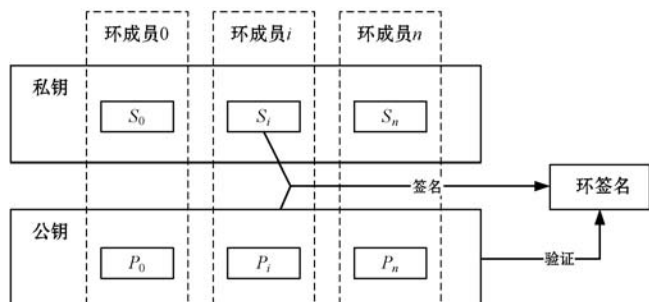 环成员0 环成员i 环成员n
私钥
S₀ Sᵢ Sₙ
签名 环签名
公钥
P₀ Pᵢ Pₙ
验证